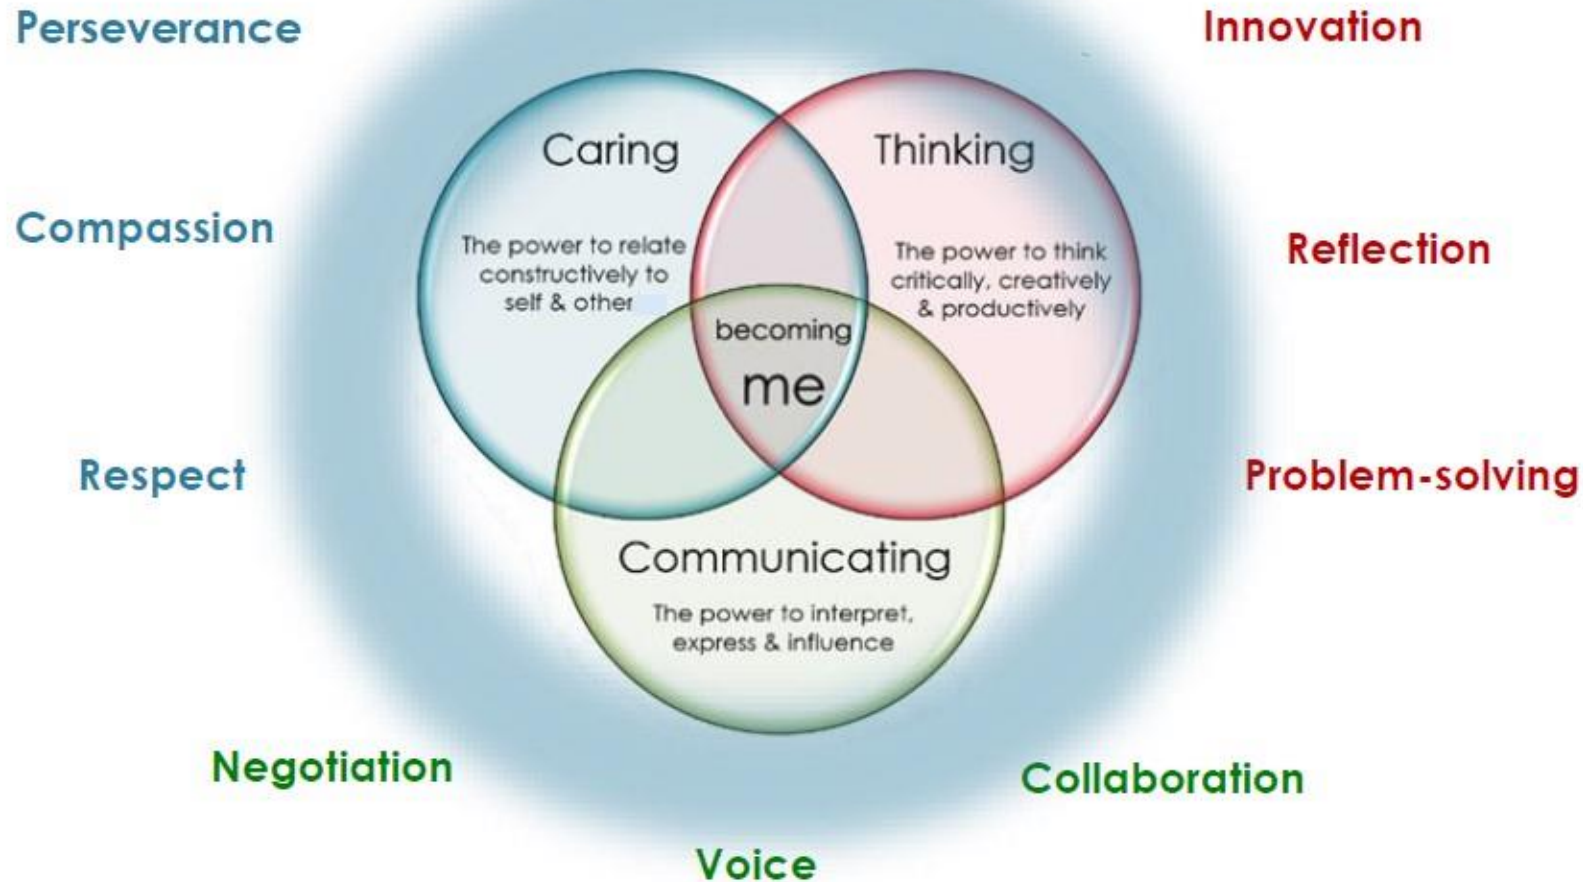 Perseverance
Innovation
Caring
Thinking
Compassion
The power to relate
constructively to
self & other
The power to think
critically, creatively
& productively
Reflection
becoming
me
Respect
Problem-solving
Communicating
The power to interpret,
express & influence
Negotiation
Collaboration
Voice